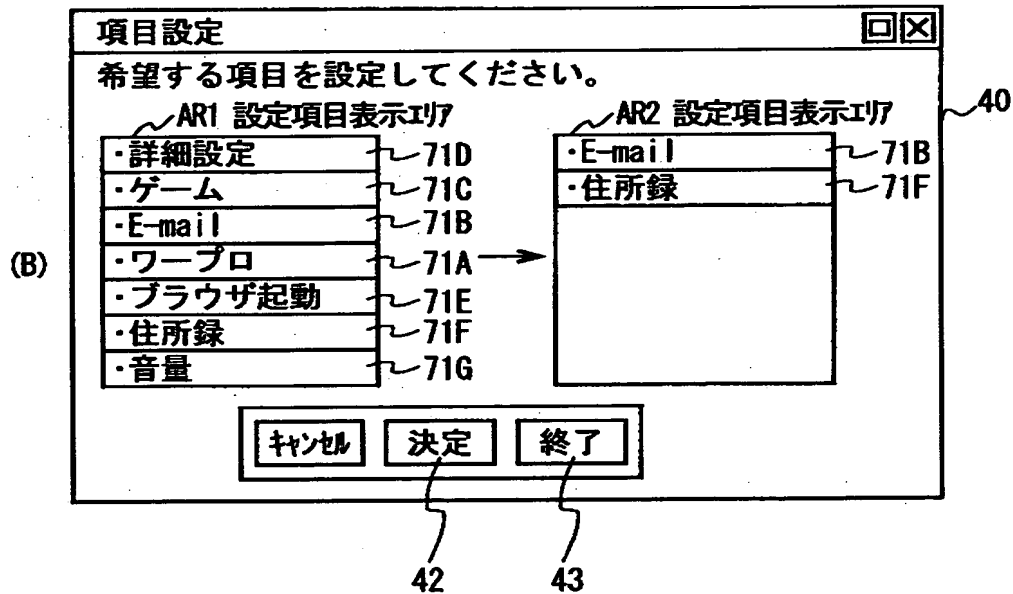 項目設定
希望する項目を設定してください。
40
AR1 設定項目表示エリア
・詳細設定 71D
・ゲーム 71C
・E-mail 71B
・ワープロ 71A
・ブラウザ起動 71E
・住所録 71F
・音量 71G
AR2 設定項目表示エリア
・E-mail 71B
・住所録 71F
(B)
キャンセル 決定 終了
42 43